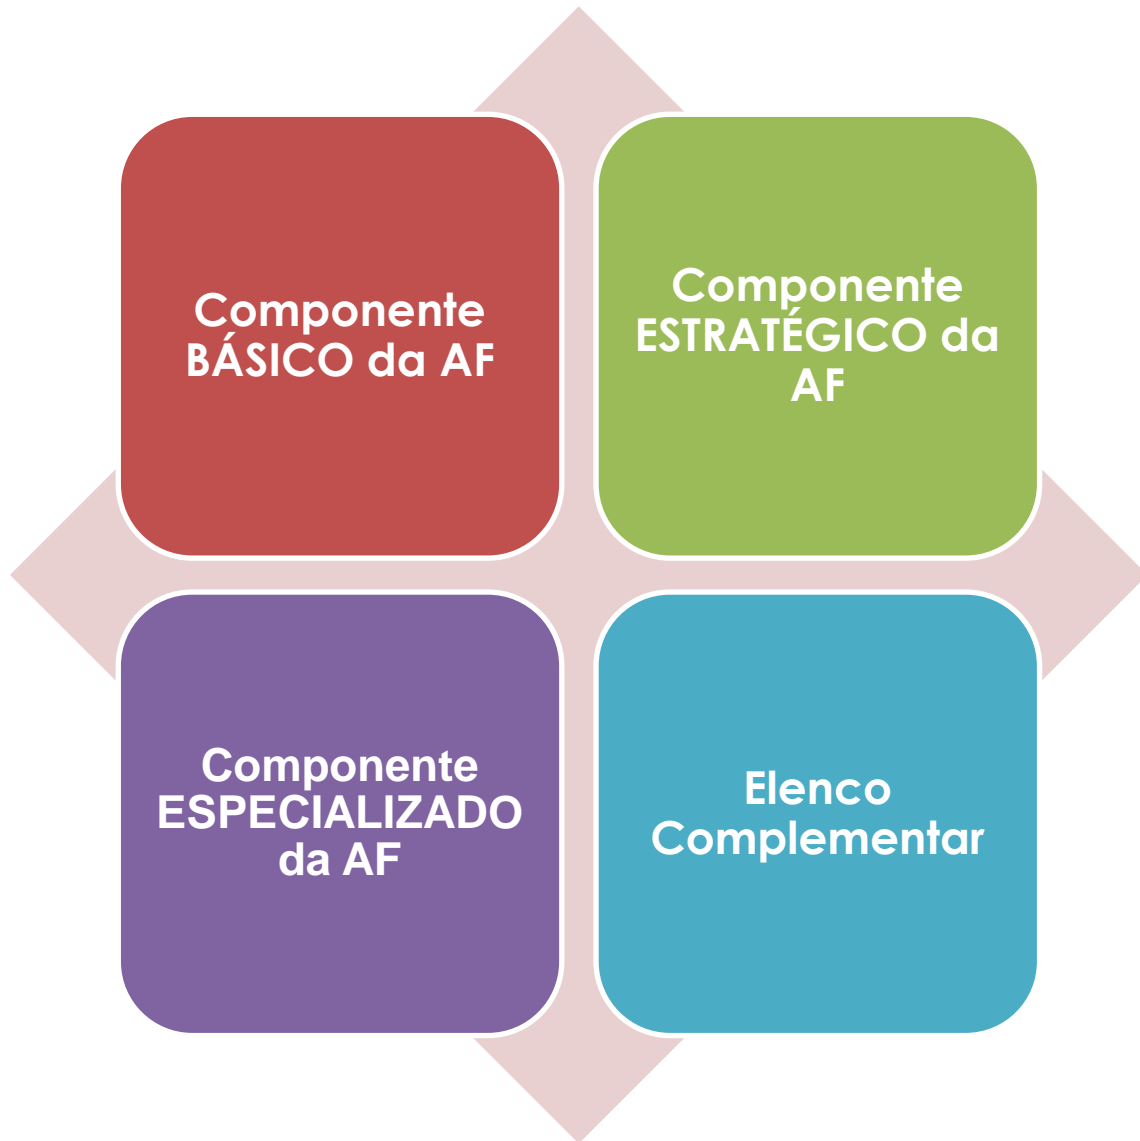 Componente
BÁSICO da AF
Componente
ESTRATÉGICO da
AF
Componente
ESPECIALIZADO
da AF
Elenco
Complementar